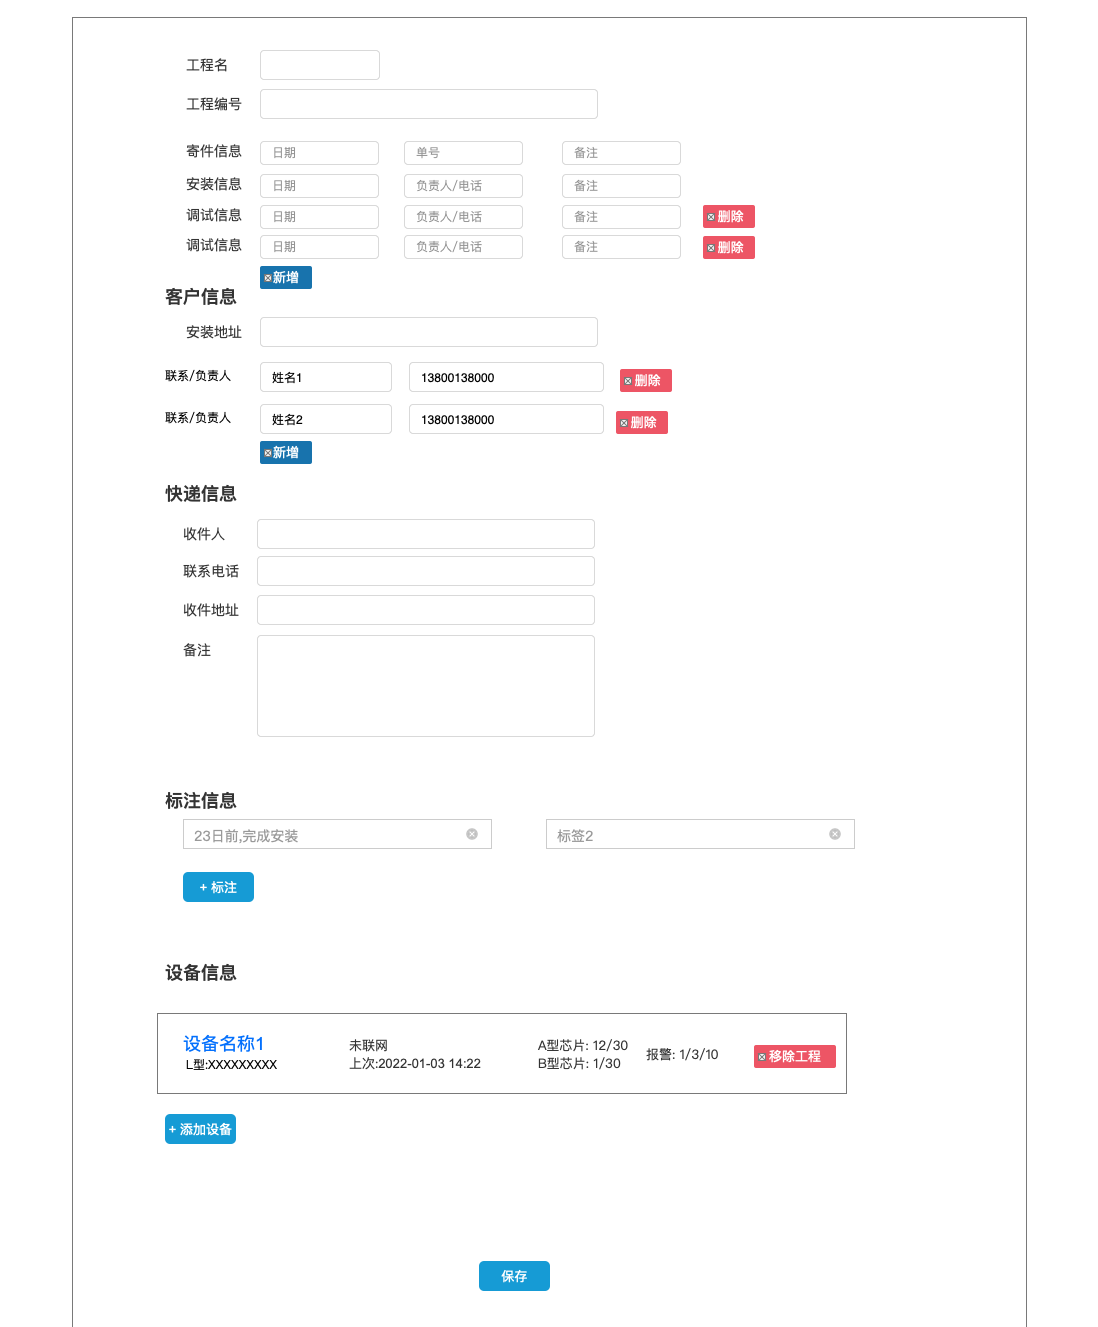 工程名
工程编号
寄件信息 日期 单号 备注
安装信息 日期 负责人/电话 备注
调试信息 日期 负责人/电话 备注 删除
调试信息 日期 负责人/电话 备注 删除
新增
客户信息
安装地址
联系/负责人 姓名1 13800138000 删除
联系/负责人 姓名2 13800138000 删除
新增
快递信息
收件人
联系电话
收件地址
备注
标注信息
23日前,完成安装 标签2
+ 标注
设备信息
设备名称1 未联网 A型芯片: 12/30 报警: 1/3/10 移除工程
L型:XXXXXXXXX 上次:2022-01-03 14:22 B型芯片: 1/30
+ 添加设备
保存